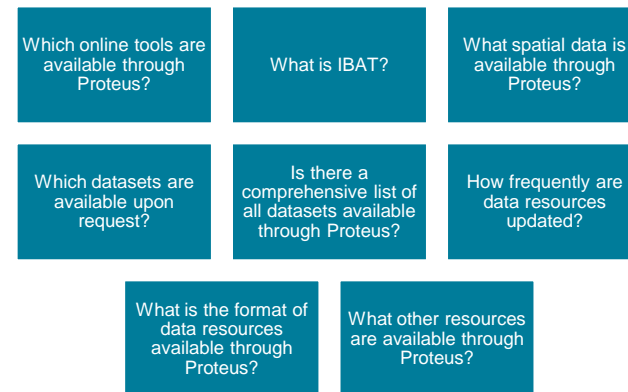 Which online tools are
available through
Proteus?
What is IBAT?
What spatial data is
available through
Proteus?
Which datasets are
available upon
request?
Is there a
comprehensive list of
all datasets available
through Proteus?
How frequently are
data resources
updated?
What is the format of
data resources
available through
Proteus?
What other resources
are available through
Proteus?